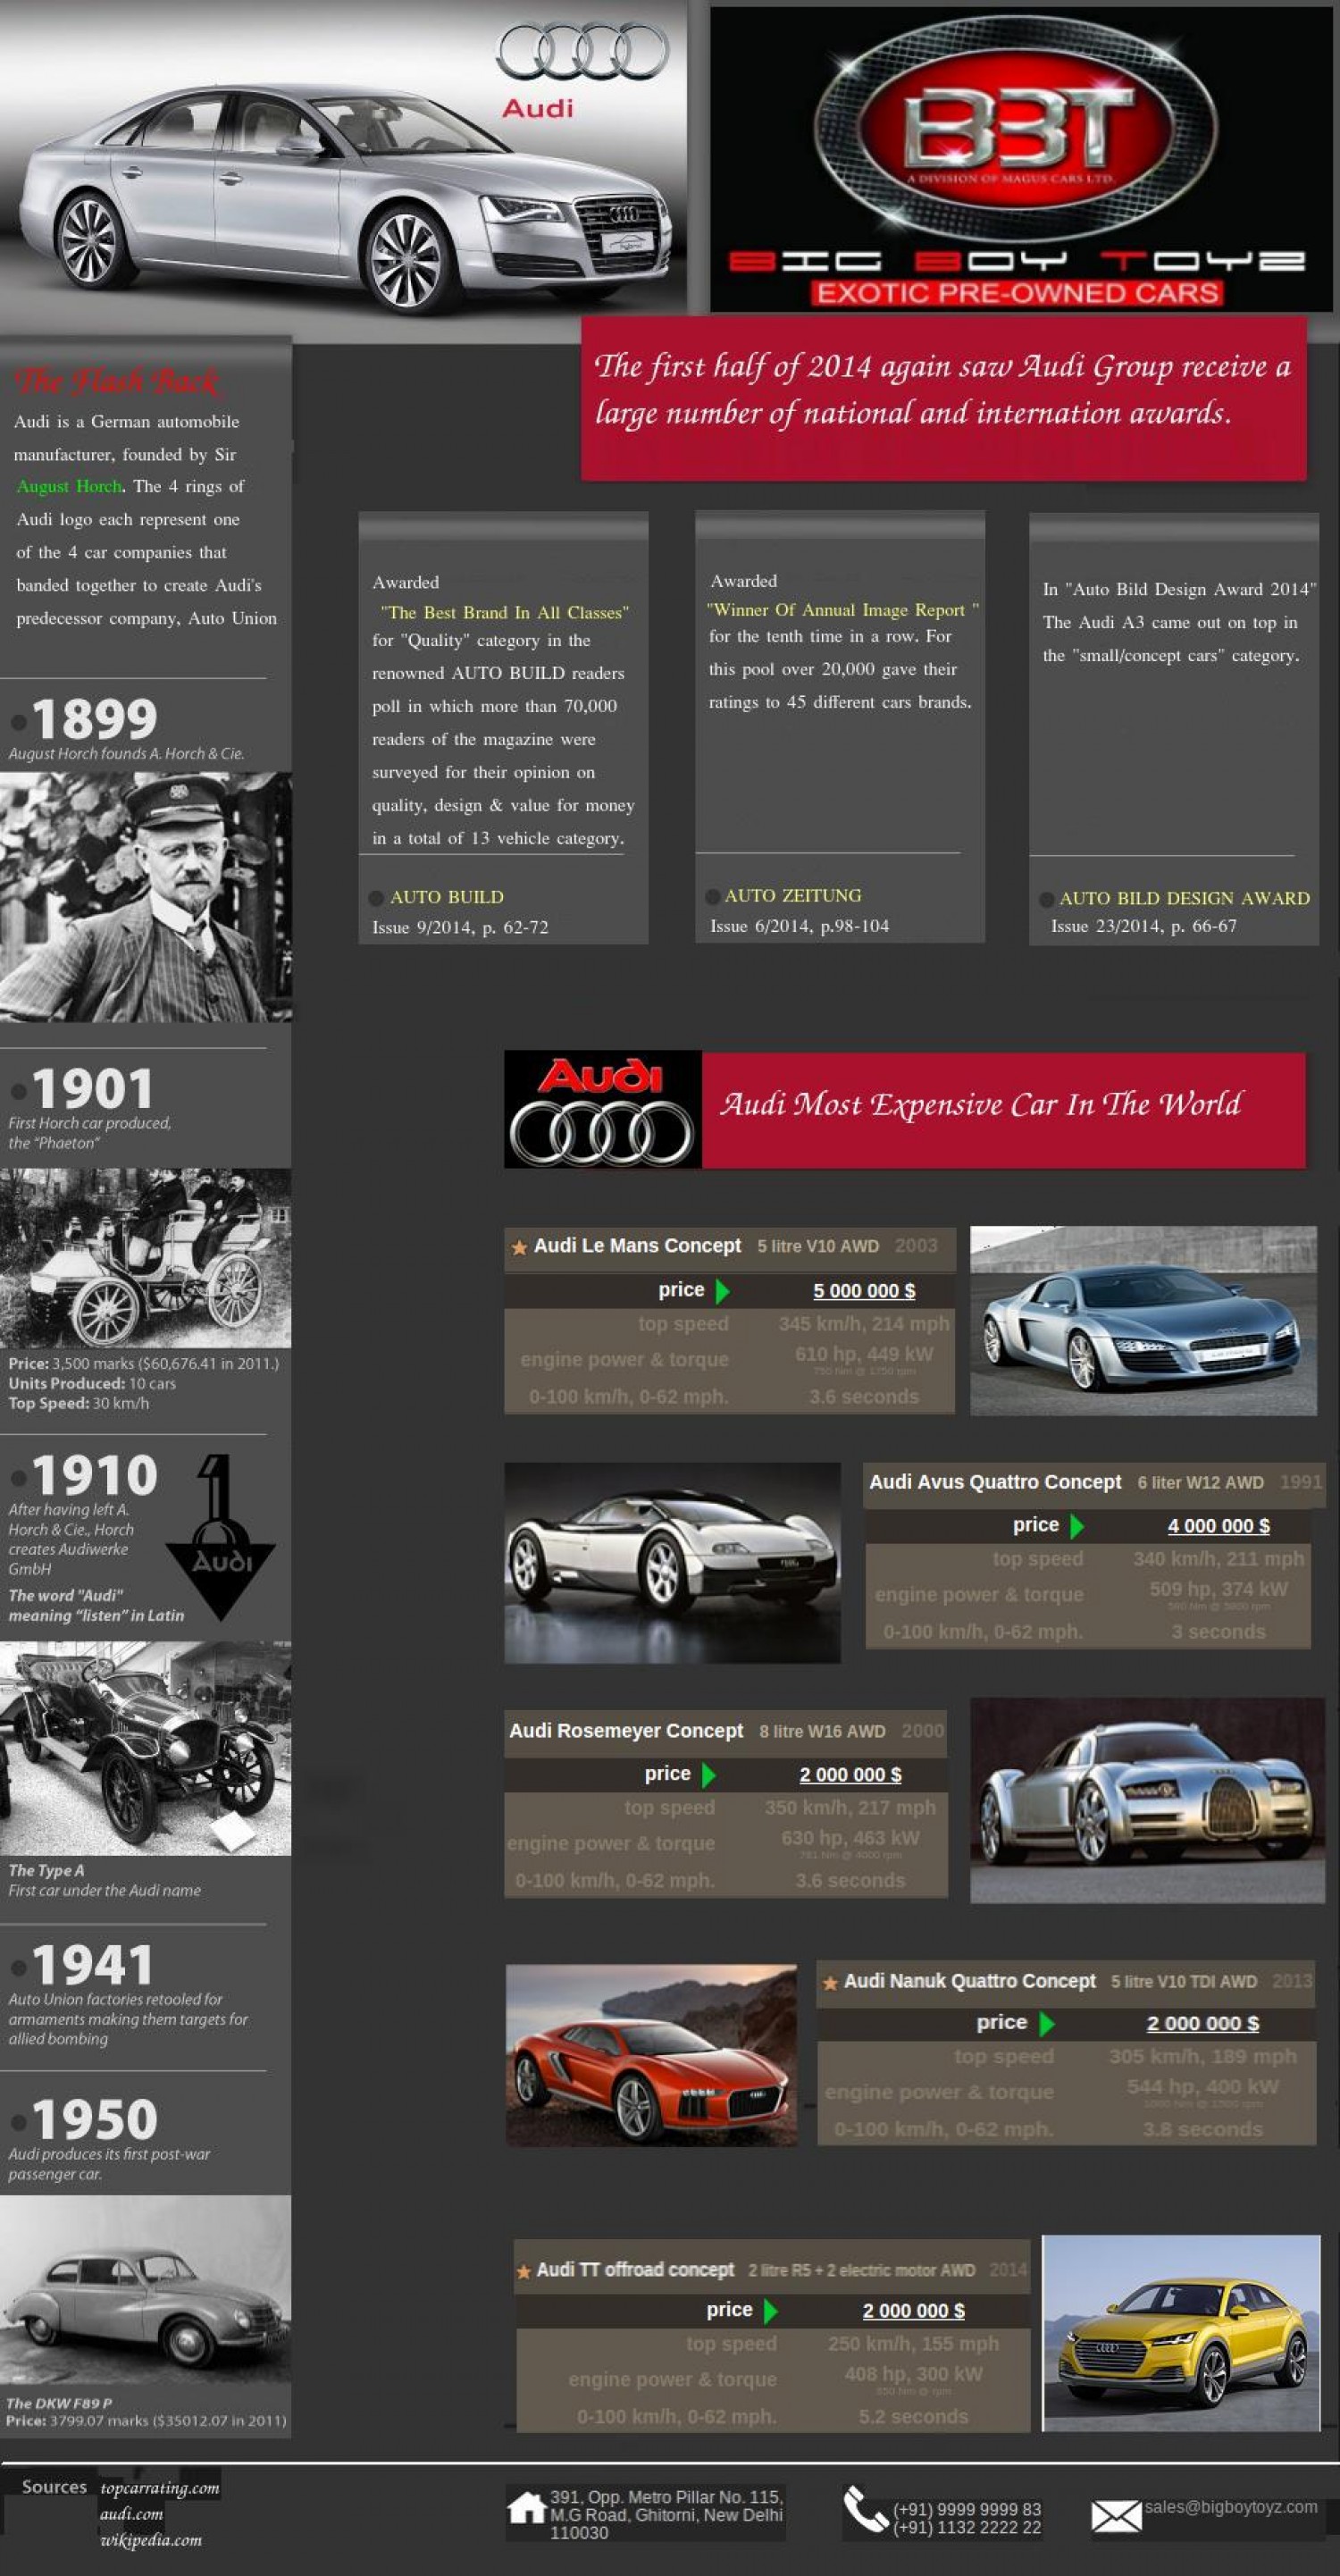 Audi
BBT
A DIVISION OF MAGUS CARS LTD.
BIG BOY TOYZ
EXOTIC PRE-OWNED CARS
The first half of 2014 again saw Audi Group receive a
large number of national and internation awards.
The Flash Back
Audi is a German automobile
manufacturer, founded by Sir
August Horch. The 4 rings of
Audi logo each represent one
of the 4 car companies that
banded together to create Audi's
predecessor company, Auto Union
1899
August Horch founds A. Horch & Cie.
1901
First Horch car produced,
the "Phaeton"
Price: 3,500 marks ($60,676.41 in 2011.)
Units Produced: 10 cars
Top Speed: 30 km/h
1910
After having left A.
Horch & Cie., Horch
creates Audiwerke
GmbH
The word "Audi"
meaning "listen" in Latin
Audi
The Type A
First car under the Audi name
1941
Auto Union factories retooled for
armaments making them targets for
allied bombing
1950
Audi produces its first post-war
passenger car.
The DKW F89 P
Price: 3799.07 marks ($35012.07 in 2011)
Awarded
"The Best Brand In All Classes"
for "Quality" category in the
renowned AUTO BUILD readers
poll in which more than 70,000
readers of the magazine were
surveyed for their opinion on
quality, design & value for money
in a total of 13 vehicle category.
AUTO BUILD
Issue 9/2014, p. 62-72
Awarded
"Winner Of Annual Image Report "
for the tenth time in a row. For
this pool over 20,000 gave their
ratings to 45 different cars brands.
AUTO ZEITUNG
Issue 6/2014, p.98-104
In "Auto Bild Design Award 2014"
The Audi A3 came out on top in
the "small/concept cars" category.
AUTO BILD DESIGN AWARD
Issue 23/2014, p. 66-67
Audi
Audi Most Expensive Car In The World
Audi Le Mans Concept 5 litre V10 AWD 2003
price 5 000 000 $
top speed 345 km/h, 214 mph
engine power & torque 610 hp, 449 kW
750 Nm @ 1750 rpm
0-100 km/h, 0-62 mph. 3.6 seconds
Audi Avus Quattro Concept 6 liter W12 AWD 1991
price 4 000 000 $
top speed 340 km/h, 211 mph
engine power & torque 509 hp, 374 kW
0-100 km/h, 0-62 mph. 3 seconds
Audi Rosemeyer Concept 8 litre W16 AWD 2000
price 2 000 000 $
top speed 350 km/h, 217 mph
engine power & torque 630 hp, 463 kW
0-100 km/h, 0-62 mph. 3.6 seconds
Audi Nanuk Quattro Concept 5 litre V10 TDI AWD 2013
price 2 000 000 $
top speed 305 km/h, 189 mph
engine power & torque 544 hp, 400 kW
0-100 km/h, 0-62 mph. 3.8 seconds
Audi TT offroad concept 2 litre R5 + 2 electric motor AWD 2014
price 2 000 000 $
top speed 250 km/h, 155 mph
engine power & torque 408 hp, 300 kW
0-100 km/h, 0-62 mph. 5.2 seconds
Sources topcarrating.com
audi.com
wikipedia.com
391, Opp. Metro Pillar No. 115,
M.G Road, Ghitorni, New Delhi
110030
(+91) 9999 9999 83
(+91) 1132 2222 22
sales@bigboytoyz.com